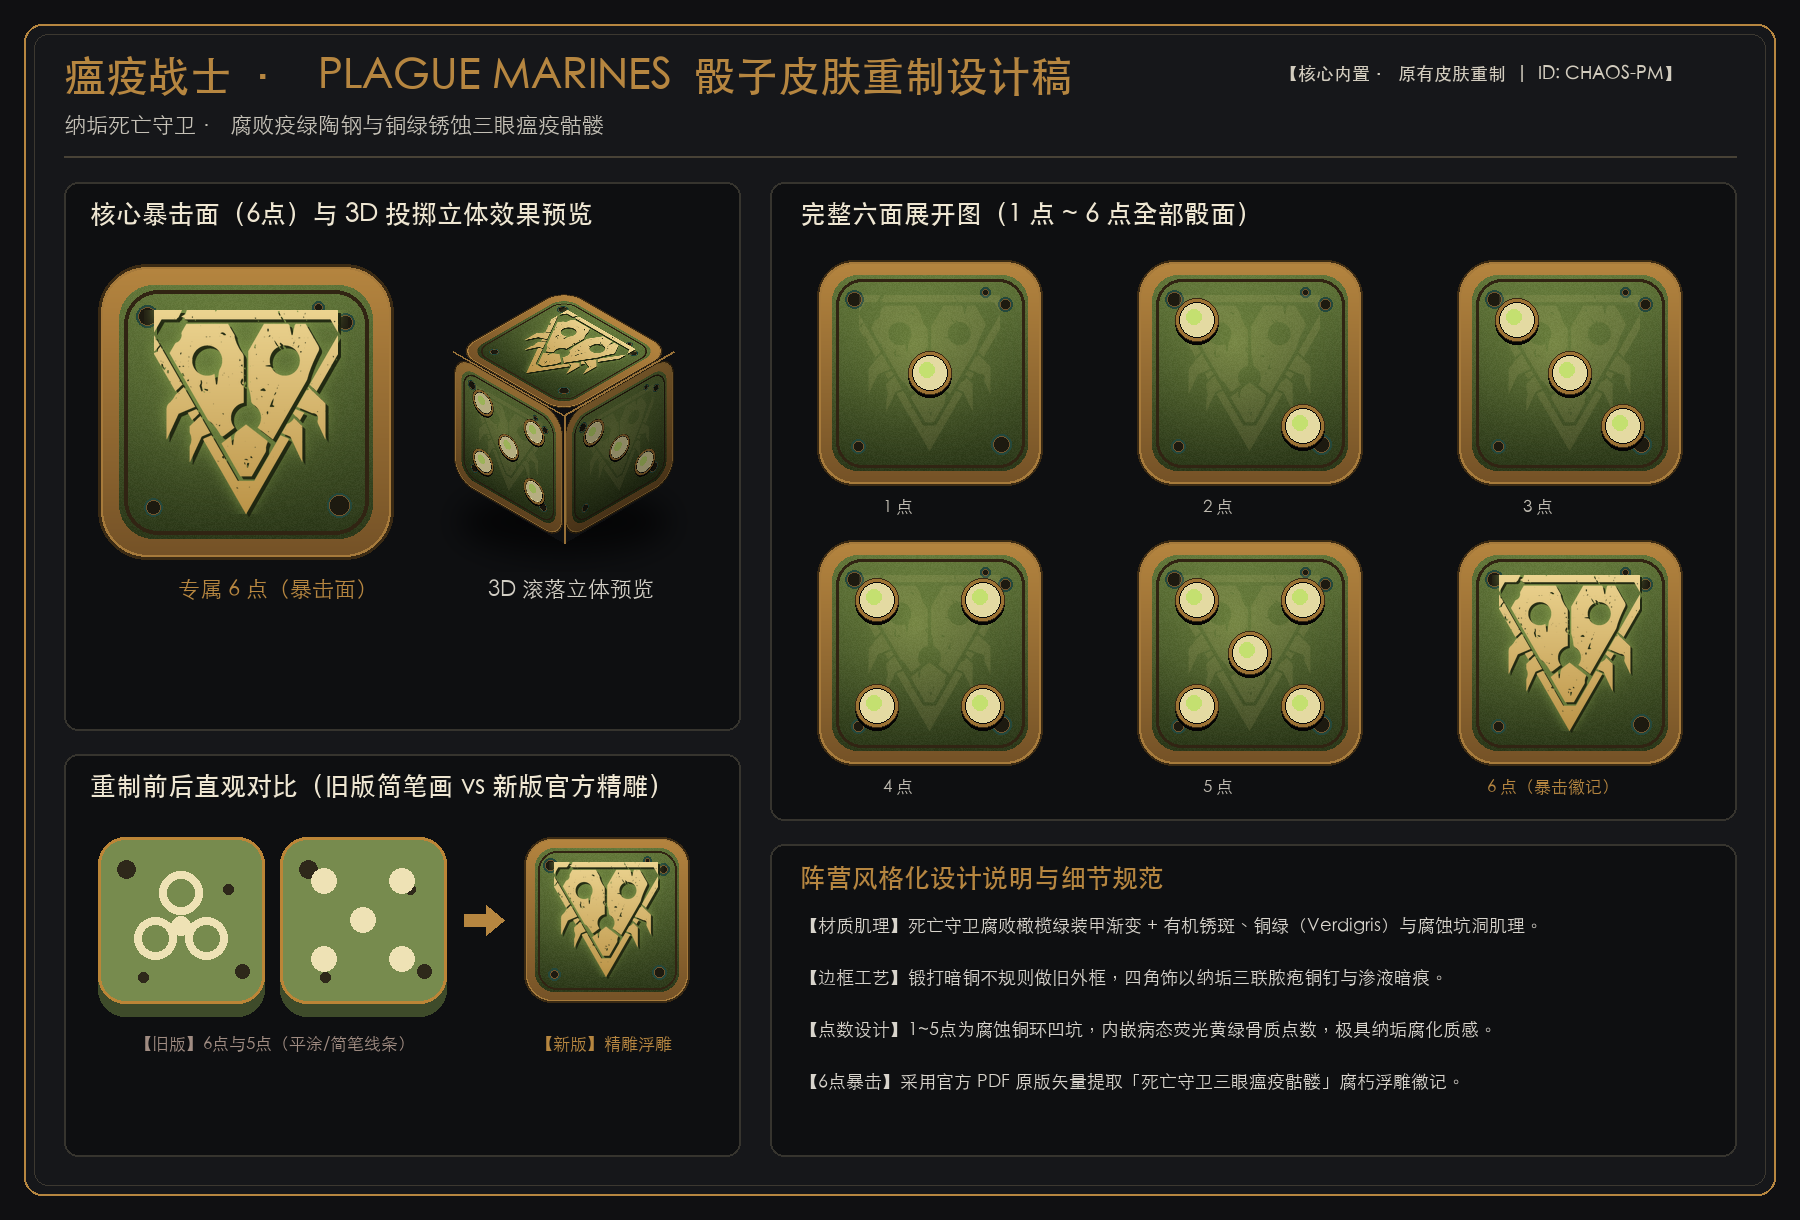 瘟疫战士 · PLAGUE MARINES 骰子皮肤重制设计稿
【核心内置 · 原有皮肤重制 | ID: CHAOS-PM】
纳垢死亡守卫 · 腐败疫绿陶钢与铜绿锈蚀三眼瘟疫骷髅
核心暴击面（6点）与 3D 投掷立体效果预览
专属 6 点（暴击面）
3D 滚落立体预览
重制前后直观对比（旧版简笔画 vs 新版官方精雕）
【旧版】6点与5点（平涂/简笔线条）
【新版】精雕浮雕
完整六面展开图（1 点 ~ 6 点全部骰面）
1 点
2 点
3 点
4 点
5 点
6 点（暴击徽记）
阵营风格化设计说明与细节规范
【材质肌理】死亡守卫腐败橄榄绿装甲渐变 + 有机锈斑、铜绿（Verdigris）与腐蚀坑洞肌理。
【边框工艺】锻打暗铜不规则做旧外框，四角饰以纳垢三联脓疱铜钉与渗液暗痕。
【点数设计】1~5点为腐蚀铜环凹坑，内嵌病态荧光黄绿骨质点数，极具纳垢腐化质感。
【6点暴击】采用官方 PDF 原版矢量提取「死亡守卫三眼瘟疫骷髅」腐朽浮雕徽记。